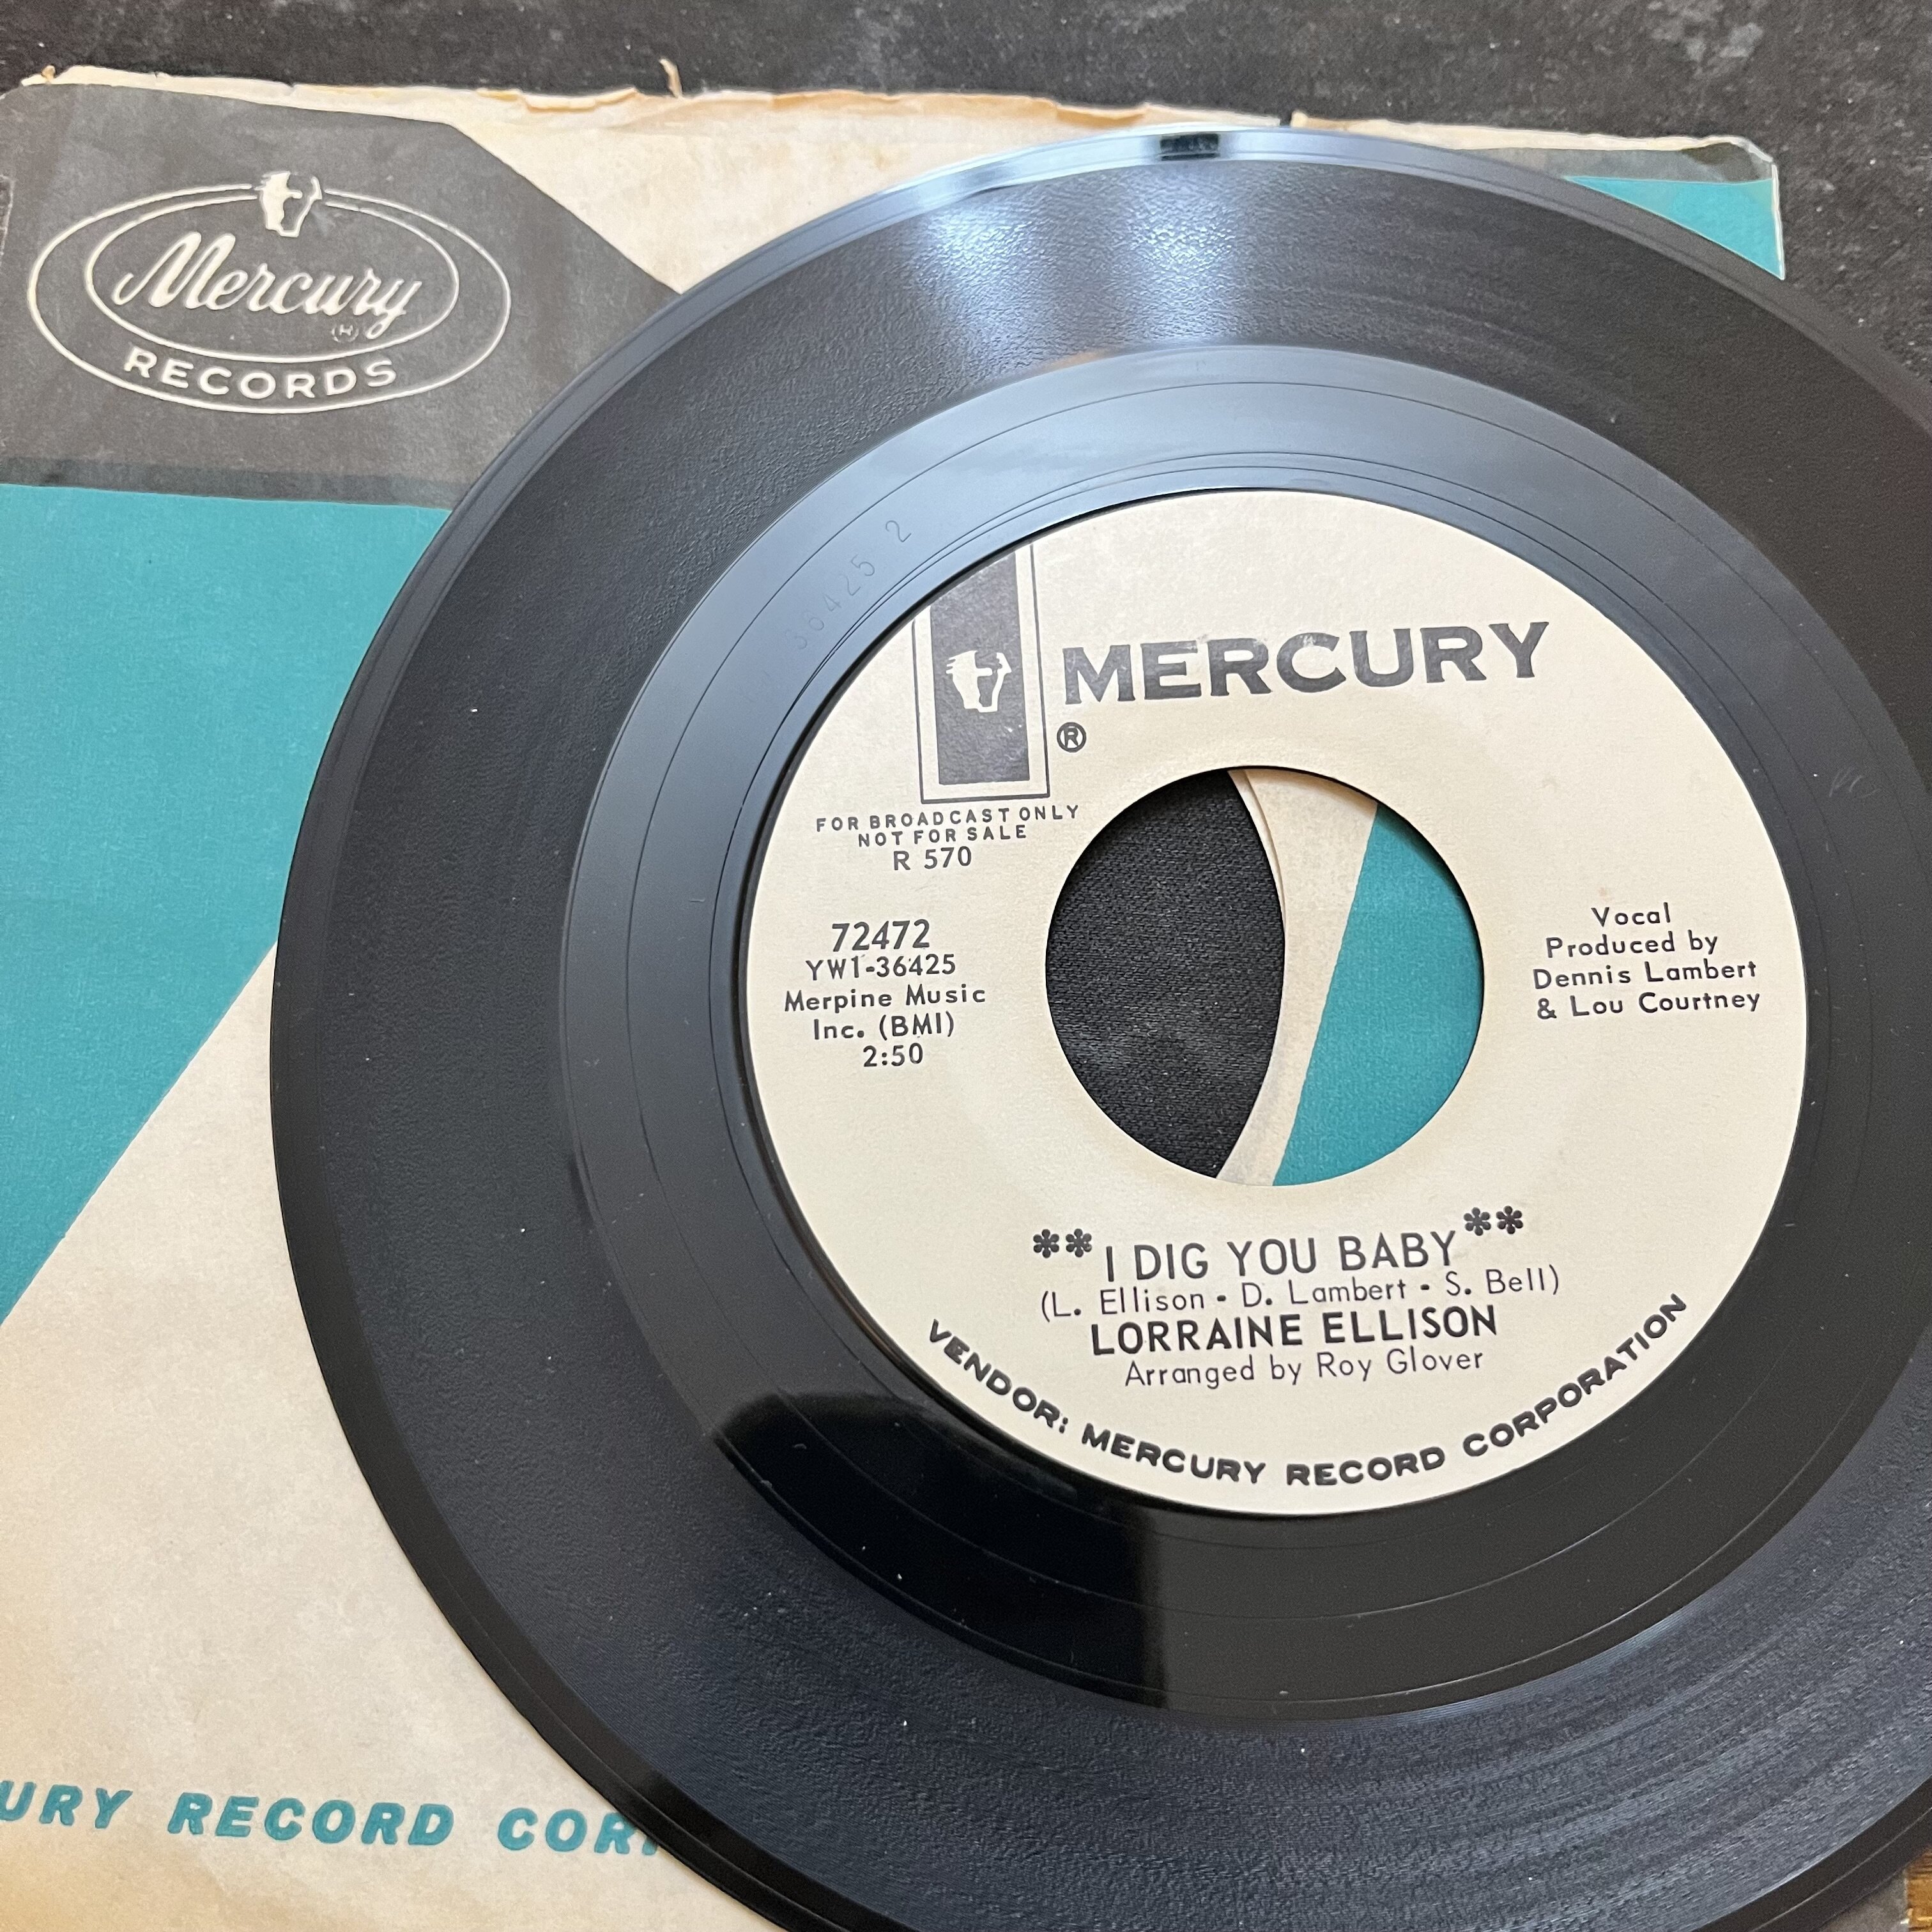 Mercury
RECORDS
36425 2
MERCURY
®
FOR BROADCAST ONLY
NOT FOR SALE
R 570
72472
YW1-36425
Merpine Music
Inc. (BMI)
2:50
Vocal
Produced by
Dennis Lambert
& Lou Courtney
**I DIG YOU BABY**
(L. Ellison - D. Lambert - S. Bell)
LORRAINE ELLISON
Arranged by Roy Glover
VENDOR: MERCURY RECORD CORPORATION
RECORD